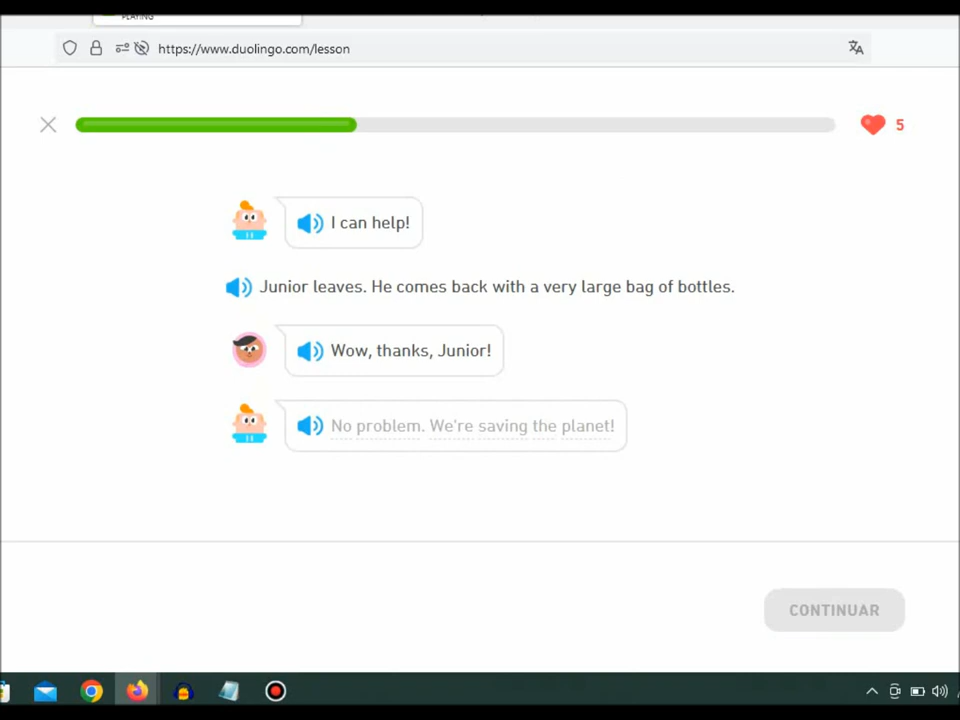 PLAYING
https://www.duolingo.com/lesson
5
I can help!
Junior leaves. He comes back with a very large bag of bottles.
Wow, thanks, Junior!
No problem. We're saving the planet!
CONTINUAR